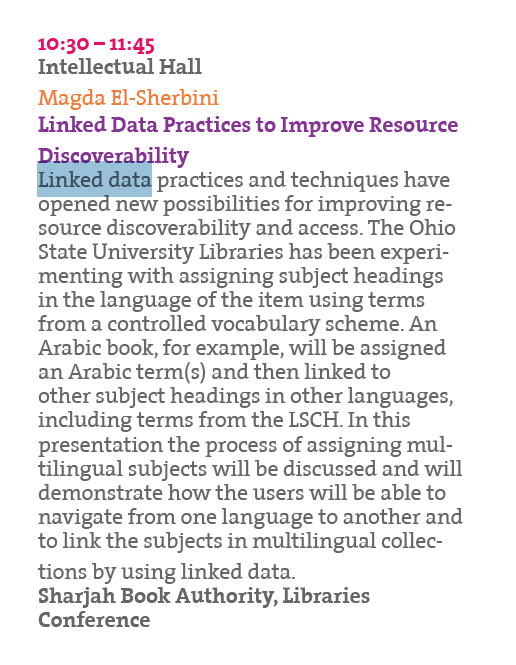 10:30 – 11:45
Intellectual Hall
Magda El-Sherbini
Linked Data Practices to Improve Resource
Discoverability
Linked data practices and techniques have
opened new possibilities for improving re-
source discoverability and access. The Ohio
State University Libraries has been experi-
menting with assigning subject headings
in the language of the item using terms
from a controlled vocabulary scheme. An
Arabic book, for example, will be assigned
an Arabic term(s) and then linked to
other subject headings in other languages,
including terms from the LSCH. In this
presentation the process of assigning mul-
tilingual subjects will be discussed and will
demonstrate how the users will be able to
navigate from one language to another and
to link the subjects in multilingual collec-
tions by using linked data.
Sharjah Book Authority, Libraries
Conference